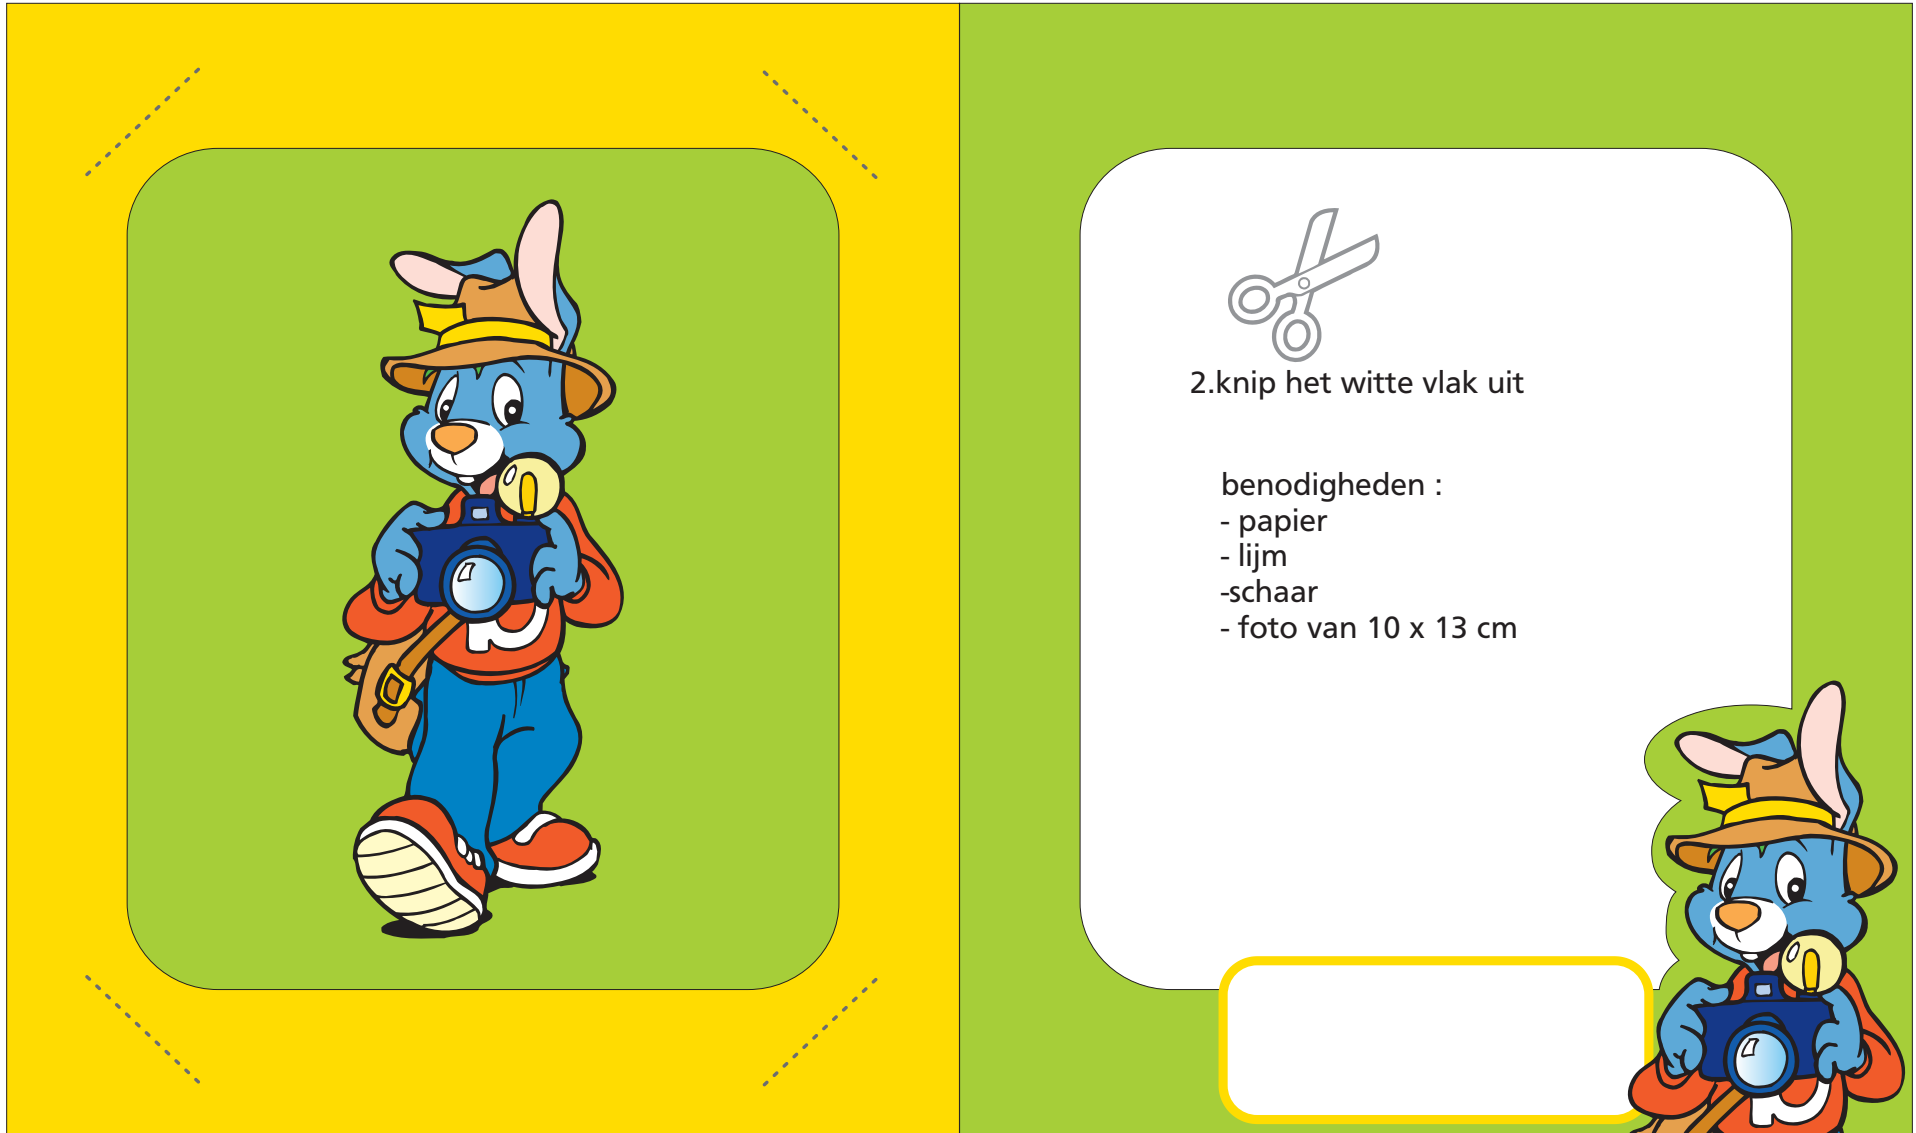 2.knip het witte vlak uit
benodigheden :
- papier
- lijm
-schaar
- foto van 10 x 13 cm